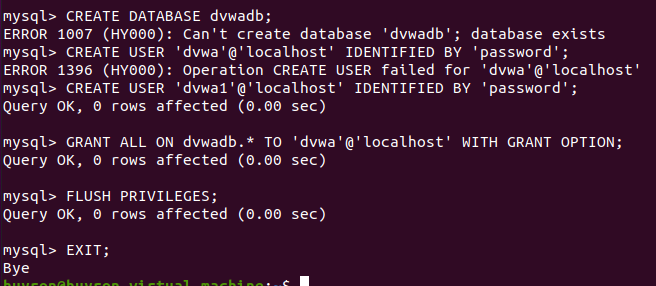 mysql> CREATE DATABASE dvwadb;
ERROR 1007 (HY000): Can't create database 'dvwadb'; database exists
mysql> CREATE USER 'dvwa'@'localhost' IDENTIFIED BY 'password';
ERROR 1396 (HY000): Operation CREATE USER failed for 'dvwa'@'localhost'
mysql> CREATE USER 'dvwa1'@'localhost' IDENTIFIED BY 'password';
Query OK, 0 rows affected (0.00 sec)
mysql> GRANT ALL ON dvwadb.* TO 'dvwa'@'localhost' WITH GRANT OPTION;
Query OK, 0 rows affected (0.00 sec)
mysql> FLUSH PRIVILEGES;
Query OK, 0 rows affected (0.00 sec)
mysql> EXIT;
Bye